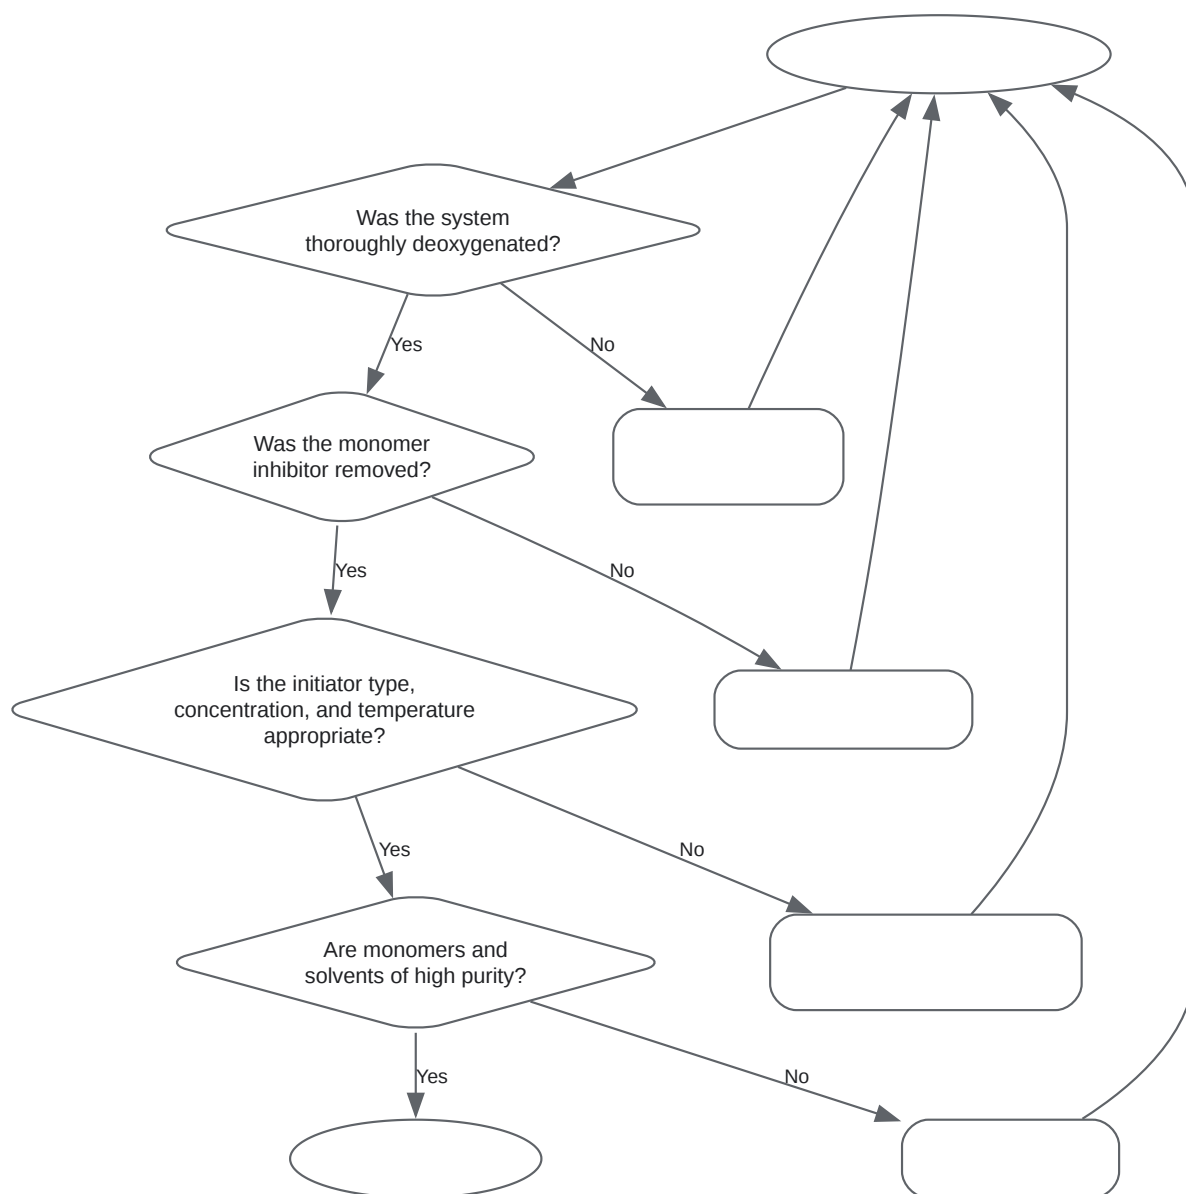 Was the system
thoroughly deoxygenated?
Yes
No
Was the monomer
inhibitor removed?
Yes
No
Is the initiator type,
concentration, and temperature
appropriate?
Yes
No
Are monomers and
solvents of high purity?
Yes
No